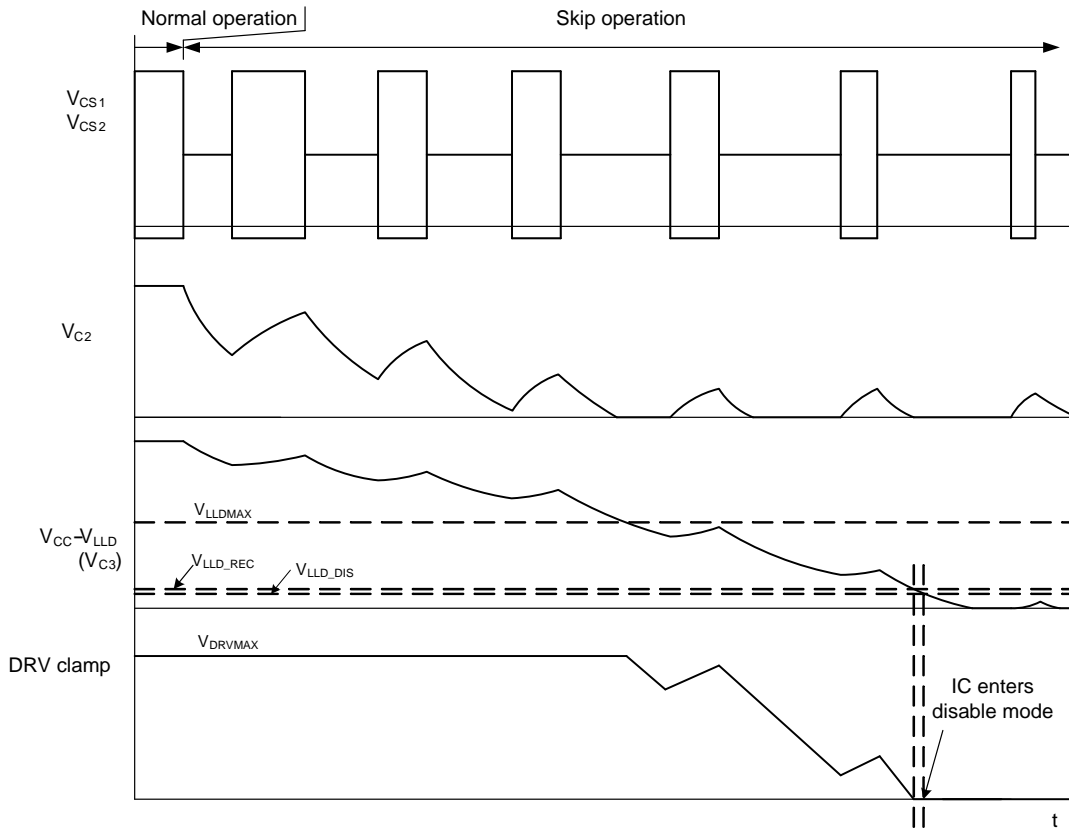 Normal operation
Skip operation
VCS1
VCS2
VC2
VLLDMAX
VCC–VLLD
(VC3)
VLLD_REC
VLLD_DIS
VDRVMAX
DRV clamp
IC enters
disable mode
t